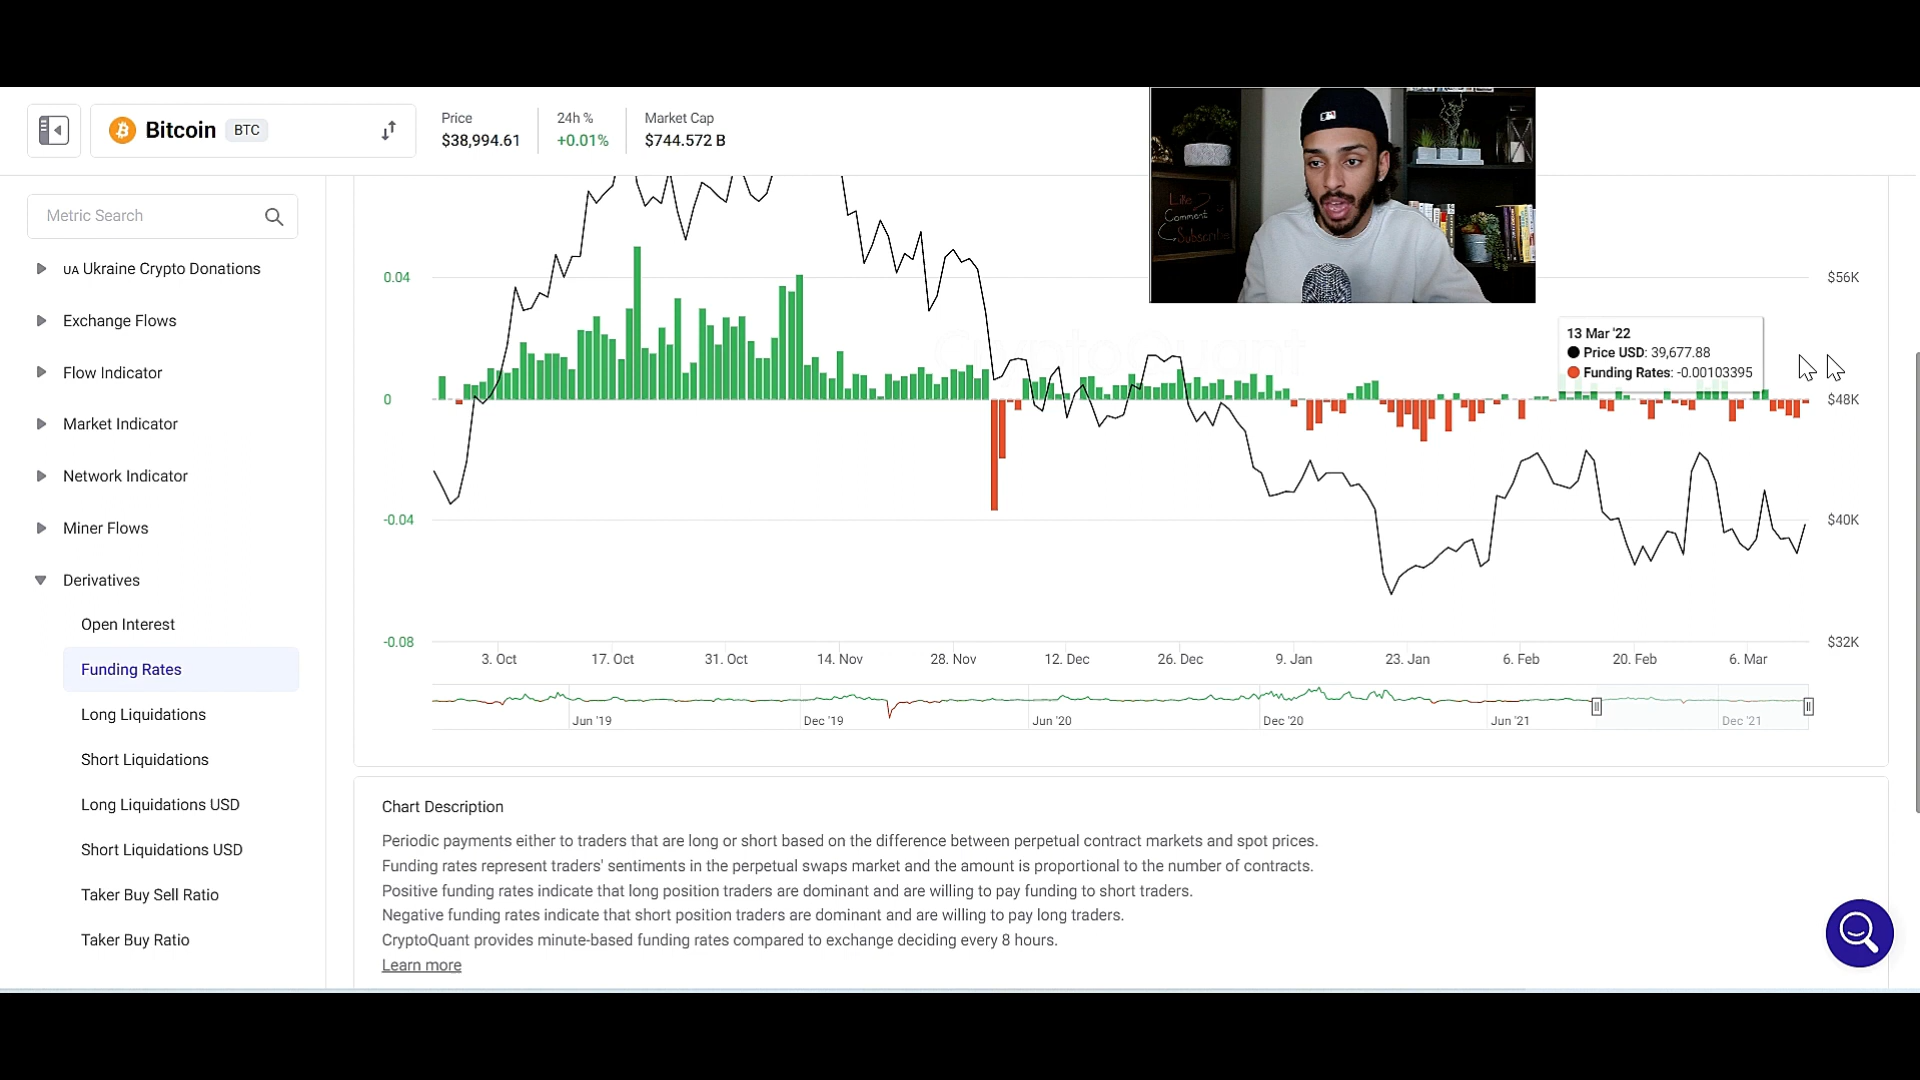 Bitcoin BTC
Price
$38,994.61
24h %
+0.01%
Market Cap
$744.572 B
Like
Comment
Subscribe
Metric Search
UA Ukraine Crypto Donations
Exchange Flows
Flow Indicator
Market Indicator
Network Indicator
Miner Flows
Derivatives
Open Interest
Funding Rates
Long Liquidations
Short Liquidations
Long Liquidations USD
Short Liquidations USD
Taker Buy Sell Ratio
Taker Buy Ratio
0.04
0
-0.04
-0.08
CryptoQuant
13 Mar '22
Price USD: 39,677.88
Funding Rates: -0.00103395
$56K
$48K
$40K
$32K
3. Oct 17. Oct 31. Oct 14. Nov 28. Nov 12. Dec 26. Dec 9. Jan 23. Jan 6. Feb 20. Feb 6. Mar
Jun '19 Dec '19 Jun '20 Dec '20 Jun '21 Dec '21
Chart Description
Periodic payments either to traders that are long or short based on the difference between perpetual contract markets and spot prices.
Funding rates represent traders' sentiments in the perpetual swaps market and the amount is proportional to the number of contracts.
Positive funding rates indicate that long position traders are dominant and are willing to pay funding to short traders.
Negative funding rates indicate that short position traders are dominant and are willing to pay long traders.
CryptoQuant provides minute-based funding rates compared to exchange deciding every 8 hours.
Learn more